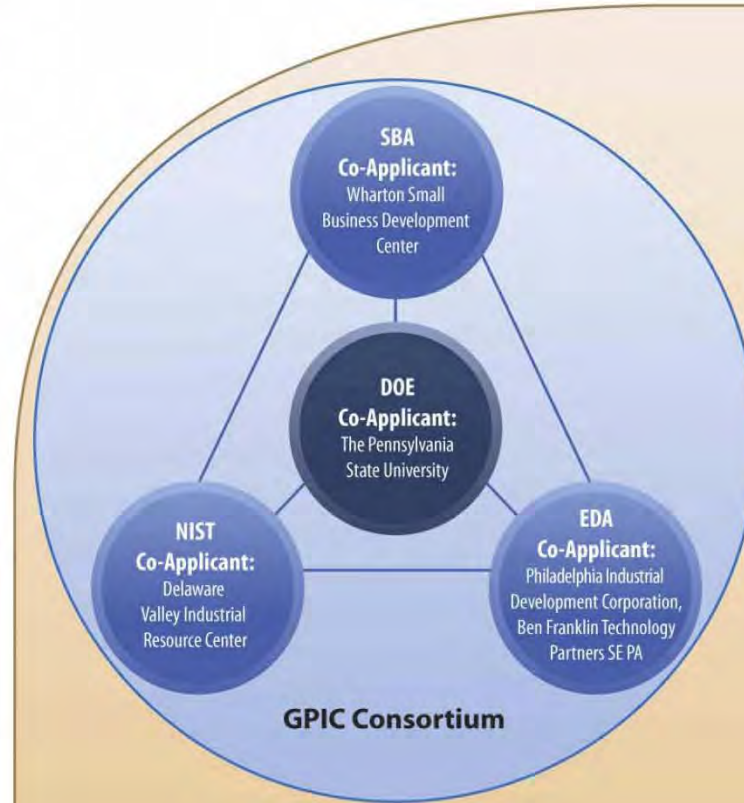 SBA
Co-Applicant:
Wharton Small
Business Development
Center
DOE
Co-Applicant:
The Pennsylvania
State University
NIST
Co-Applicant:
Delaware
Valley Industrial
Resource Center
EDA
Co-Applicant:
Philadelphia Industrial
Development Corporation,
Ben Franklin Technology
Partners SE PA
GPIC Consortium